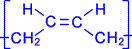 H H
C=C
CH₂ CH₂